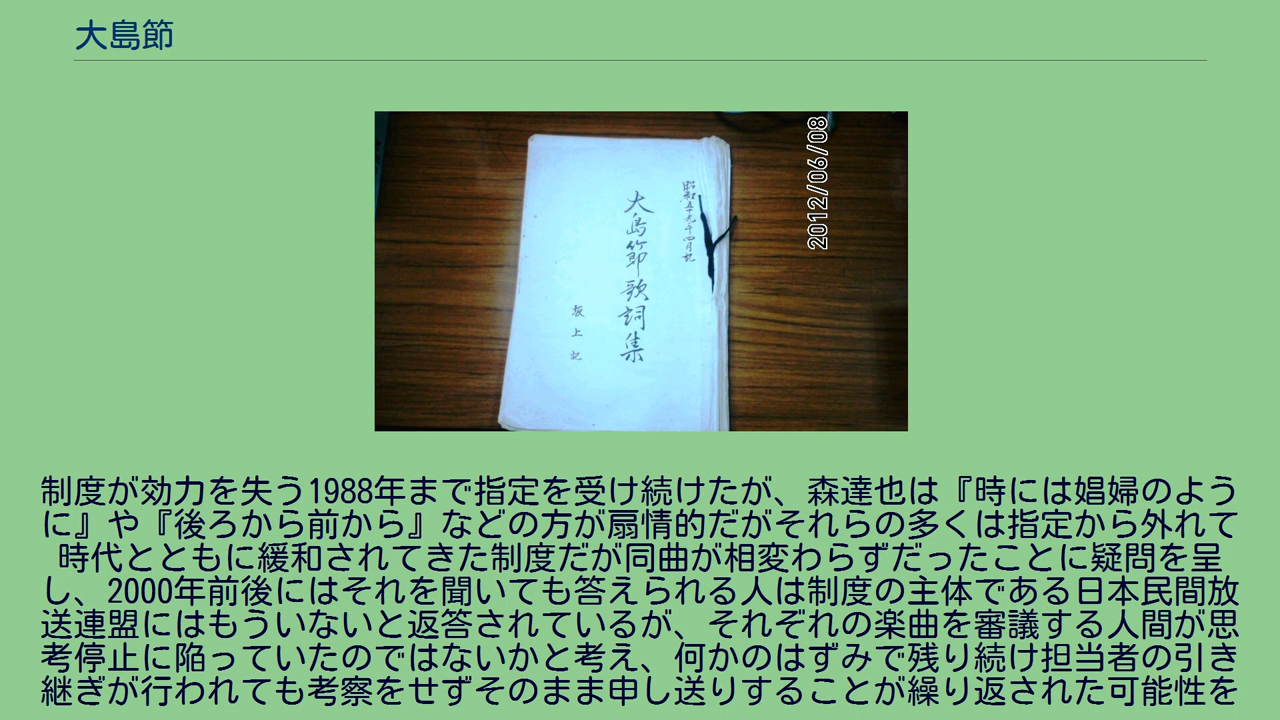 大島節
2012/06/08
昭和五十九年四月記
大島節歌詞集
坂上記
制度が効力を失う1988年まで指定を受け続けたが、森達也は『時には娼婦のよう
に』や『後ろから前から』などの方が扇情的だがそれらの多くは指定から外れて
時代とともに緩和されてきた制度だが同曲が相変わらずだったことに疑問を呈
し、2000年前後にはそれを聞いても答えられる人は制度の主体である日本民間放
送連盟にはもういないと返答されているが、それぞれの楽曲を審議する人間が思
考停止に陥っていたのではないかと考え、何かのはずみで残り続け担当者の引き
継ぎが行われても考察をせずそのまま申し送りすることが繰り返された可能性を